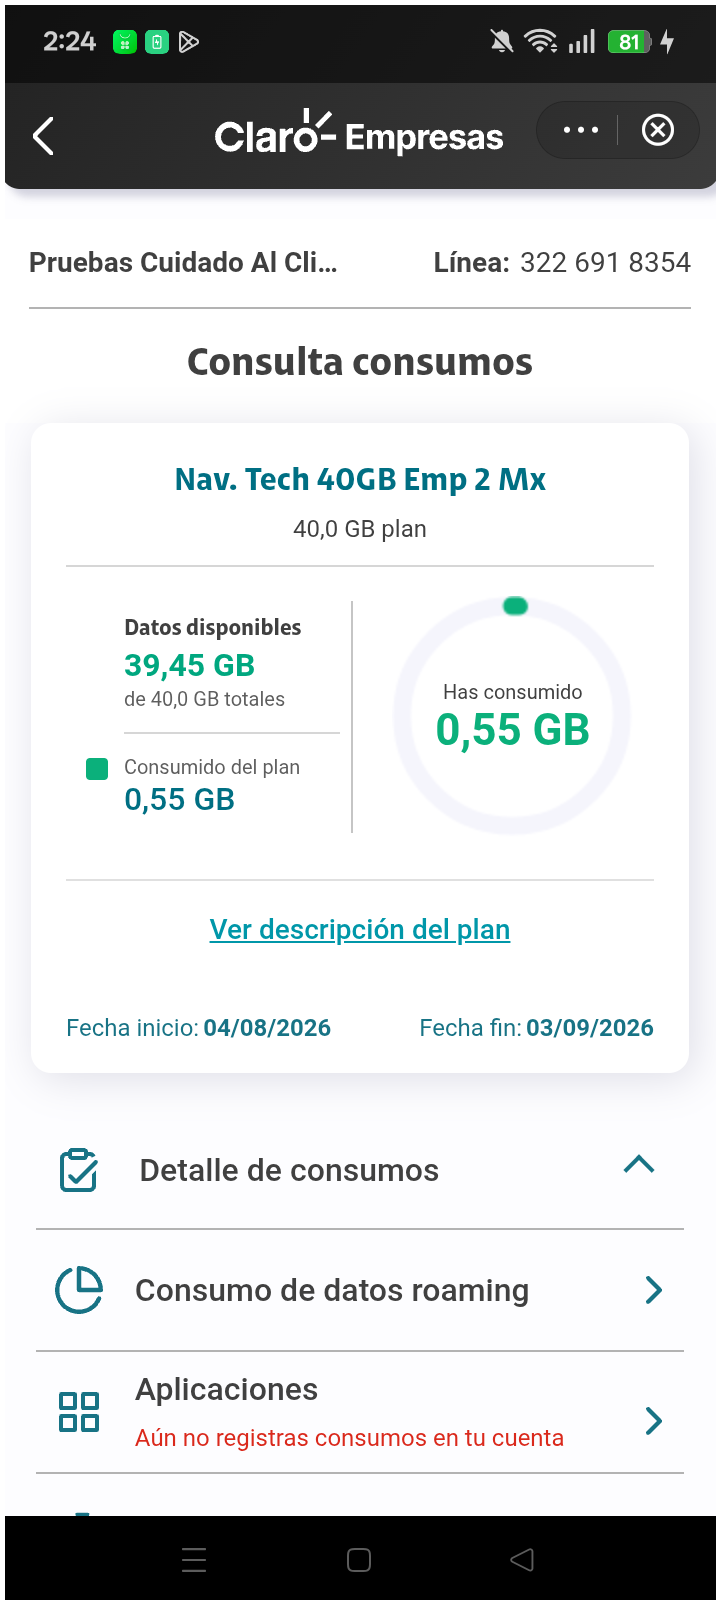 2:24
81
Claro-
Empresas
Pruebas Cuidado Al Cli...
Línea: 322 691 8354
Consulta consumos
Nav. Tech 40GB Emp 2 Mx
40,0 GB plan
Datos disponibles
39,45 GB
de 40,0 GB totales
Consumido del plan
0,55 GB
Has consumido
0,55 GB
Ver descripción del plan
Fecha inicio: 04/08/2026
Fecha fin: 03/09/2026
Detalle de consumos
Consumo de datos roaming
Aplicaciones
Aún no registras consumos en tu cuenta